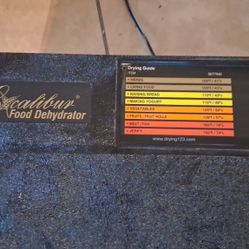 Excalibur®
Food Dehydrator
Drying Guide
ITEM SETTING
HERBS
LIVING FOOD
RAISING BREAD
MAKING YOGURT
VEGETABLES
FRUITS / FRUIT ROLLS
MEAT / FISH
JERKY
www.drying123.com